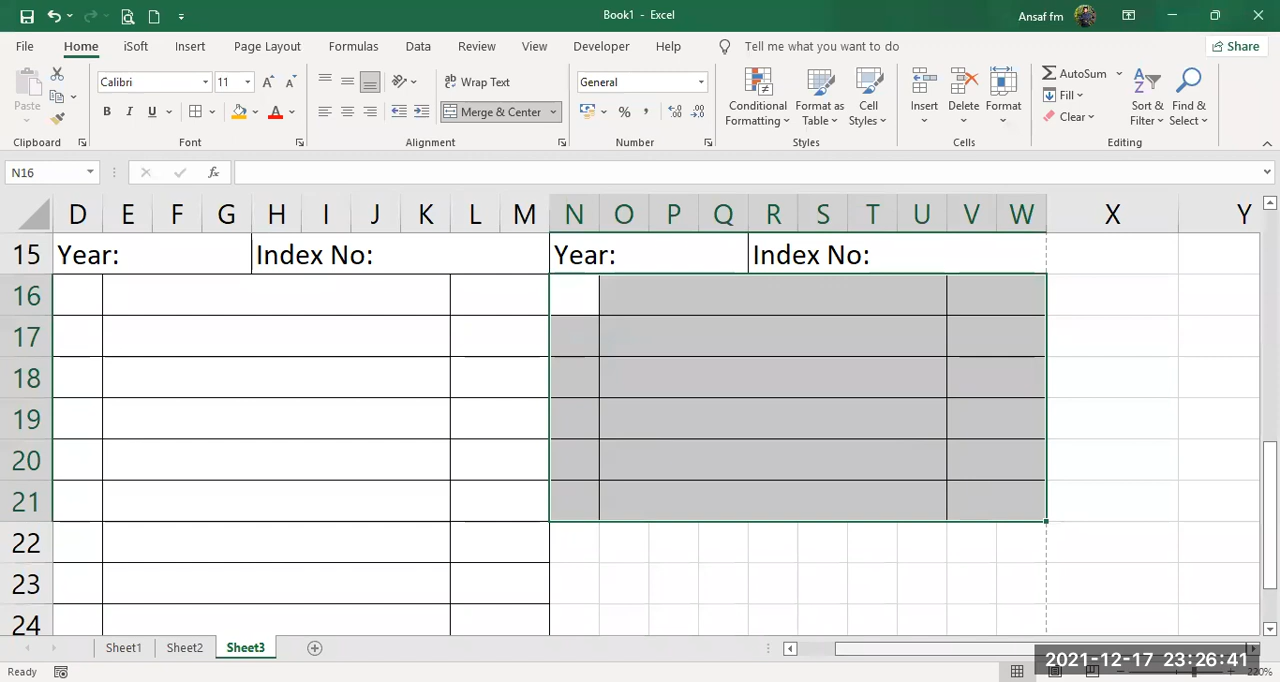 Book1 - Excel
Ansaf fm
File Home iSoft Insert Page Layout Formulas Data Review View Developer Help Tell me what you want to do Share
Paste
Clipboard
Calibri 11
B I U A
Font
Wrap Text
Merge & Center
Alignment
General
%
Number
Conditional Formatting
Format as Table
Cell Styles
Styles
Insert
Delete
Format
Cells
AutoSum
Fill
Clear
Sort & Filter
Find & Select
Editing
N16 fx
D E F G H I J K L M N O P Q R S T U V W X Y
15 Year: Index No: Year: Index No:
16
17
18
19
20
21
22
23
24
Sheet1 Sheet2 Sheet3
Ready
2021-12-17 23:26:41
220%